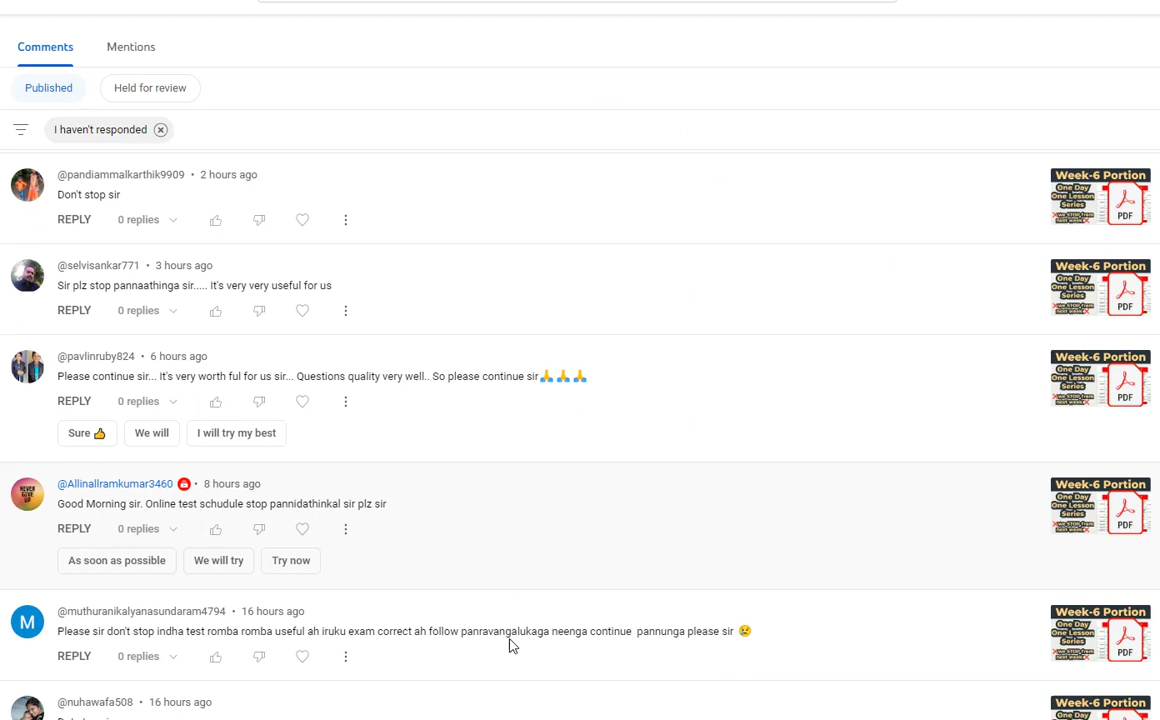 Comments
Mentions
Published
Held for review
I haven't responded
@pandiammalkarthik9909 • 2 hours ago
Don't stop sir
REPLY 0 replies
Week-6 Portion
One Day
One Lesson
Series
PDF
@selvisankar771 • 3 hours ago
Sir plz stop pannaathinga sir..... It's very very useful for us
REPLY 0 replies
Week-6 Portion
One Day
One Lesson
Series
PDF
@pavlinruby824 • 6 hours ago
Please continue sir... It's very worth ful for us sir... Questions quality very well.. So please continue sir🙏🙏🙏
REPLY 0 replies
Sure 👍 We will I will try my best
Week-6 Portion
One Day
One Lesson
Series
PDF
@Allinallramkumar3460 • 8 hours ago
Good Morning sir. Online test schudule stop pannidathinkal sir plz sir
REPLY 0 replies
As soon as possible We will try Try now
NEVER
GIVE
UP
Week-6 Portion
One Day
One Lesson
Series
PDF
M
@muthuranikalyanasundaram4794 • 16 hours ago
Please sir don't stop indha test romba romba useful ah iruku exam correct ah follow panravangalukaga neenga continue pannunga please sir 😢
REPLY 0 replies
Week-6 Portion
One Day
One Lesson
Series
PDF
@nuhawafa508 • 16 hours ago
Week-6 Portion